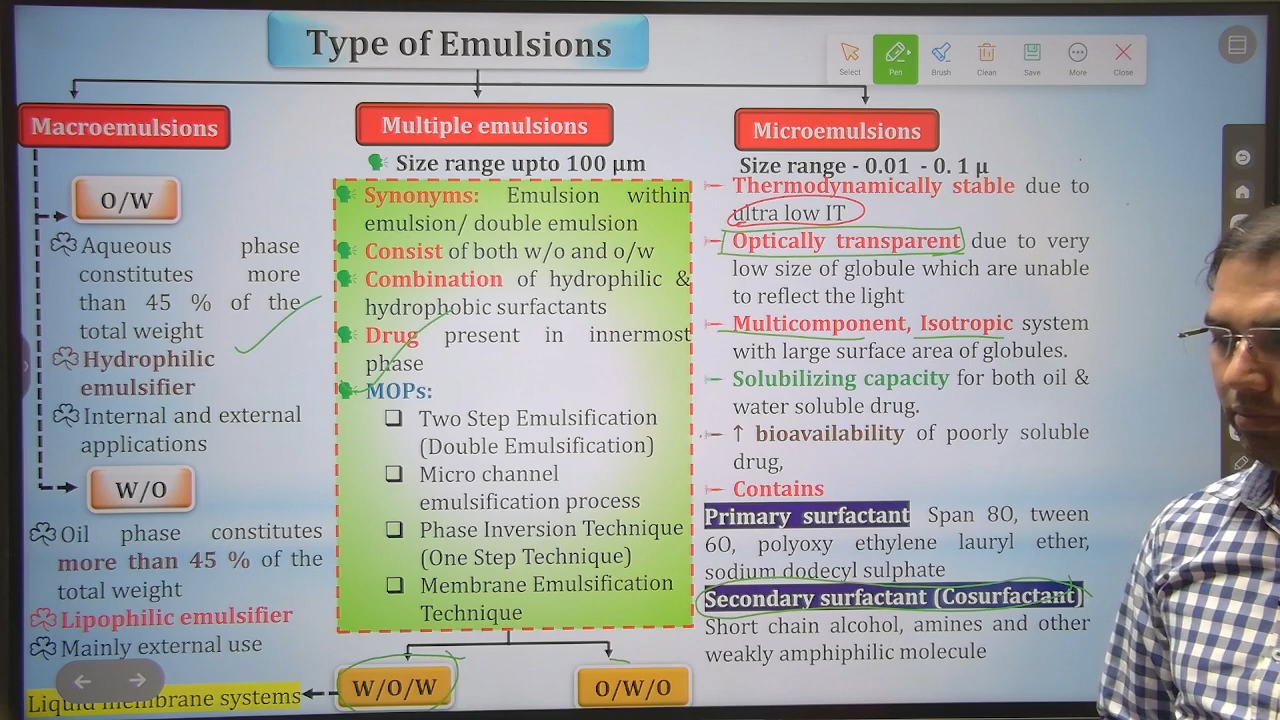 Type of Emulsions
Select
Pen
Brush
Clean
Save
More
Close
Macroemulsions
O/W
Aqueous phase
constitutes more
than 45 % of the
total weight
Hydrophilic
emulsifier
Internal and external
applications
W/O
Oil phase constitutes
more than 45 % of the
total weight
Lipophilic emulsifier
Mainly external use
Liquid membrane systems
Multiple emulsions
Size range upto 100 µm
Synonyms: Emulsion within
emulsion/ double emulsion
Consist of both w/o and o/w
Combination of hydrophilic &
hydrophobic surfactants
Drug present in innermost
phase
MOPs:
Two Step Emulsification
(Double Emulsification)
Micro channel
emulsification process
Phase Inversion Technique
(One Step Technique)
Membrane Emulsification
Technique
W/O/W
O/W/O
Microemulsions
Size range - 0.01 - 0. 1 µ
Thermodynamically stable due to
ultra low IT
Optically transparent due to very
low size of globule which are unable
to reflect the light
Multicomponent, Isotropic system
with large surface area of globules.
Solubilizing capacity for both oil &
water soluble drug.
↑ bioavailability of poorly soluble
drug,
Contains
Primary surfactant Span 80, tween
60, polyoxy ethylene lauryl ether,
sodium dodecyl sulphate
Secondary surfactant (Cosurfactant)
Short chain alcohol, amines and other
weakly amphiphilic molecule